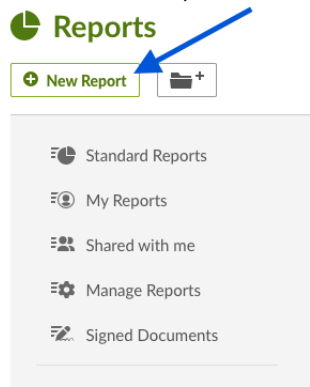 Reports
New Report
Standard Reports
My Reports
Shared with me
Manage Reports
Signed Documents